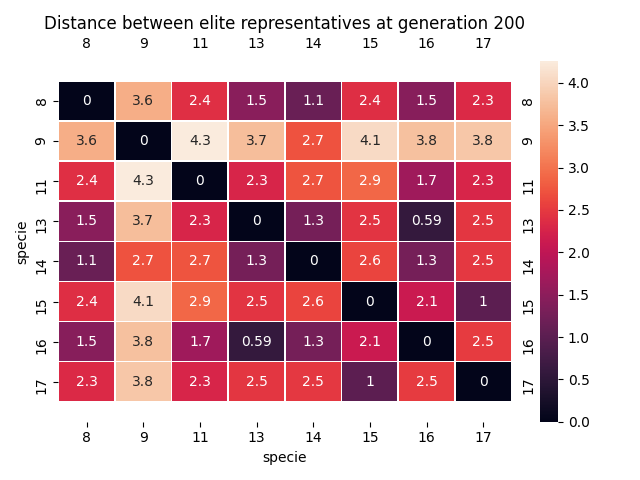 Distance between elite representatives at generation 200
8 9 11 13 14 15 16 17
8 0 3.6 2.4 1.5 1.1 2.4 1.5 2.3 8
9 3.6 0 4.3 3.7 2.7 4.1 3.8 3.8 9
11 2.4 4.3 0 2.3 2.7 2.9 1.7 2.3 11
13 1.5 3.7 2.3 0 1.3 2.5 0.59 2.5 13
14 1.1 2.7 2.7 1.3 0 2.6 1.3 2.5 14
15 2.4 4.1 2.9 2.5 2.6 0 2.1 1 15
16 1.5 3.8 1.7 0.59 1.3 2.1 0 2.5 16
17 2.3 3.8 2.3 2.5 2.5 1 2.5 0 17
8 9 11 13 14 15 16 17
specie
specie
4.0
3.5
3.0
2.5
2.0
1.5
1.0
0.5
0.0